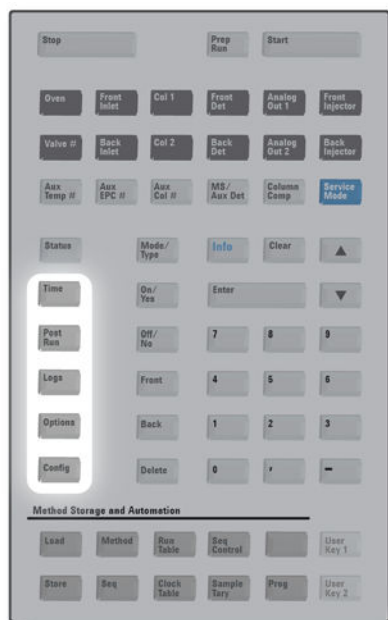 Stop Prep Run Start
Oven Front Inlet Col 1 Front Det Analog Out 1 Front Injector
Valve # Back Inlet Col 2 Back Det Analog Out 2 Back Injector
Aux Temp # Aux EPC # Aux Col # MS/ Aux Det Column Comp Service Mode
Status Mode/ Type Info Clear ▲
Time On/ Yes Enter ▼
Post Run Off/ No 7 8 9
Logs Front 4 5 6
Options Back 1 2 3
Config Delete 0 , –
Method Storage and Automation
Load Method Run Table Seq Control User Key 1
Store Seq Clock Table Sample Tary Prog User Key 2